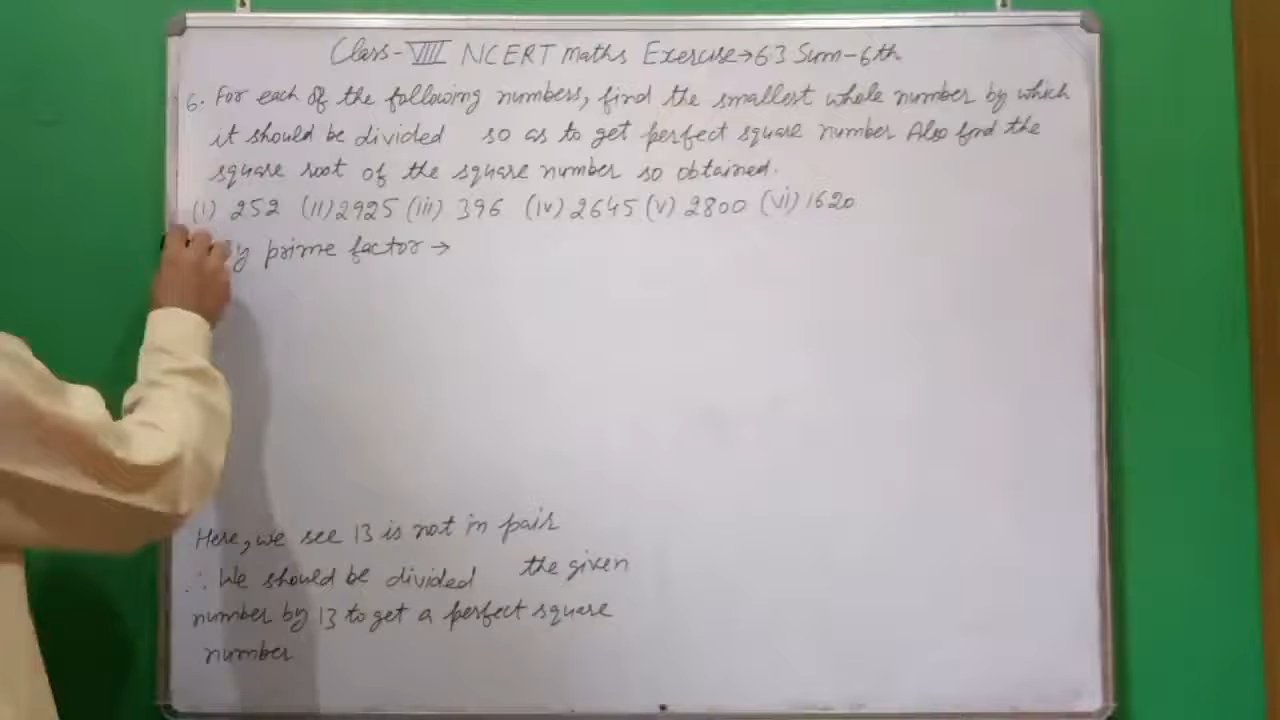 Class-VIII NCERT Maths Exercise→6.3 Sum-6th
6. For each of the following numbers, find the smallest whole number by which
it should be divided so as to get perfect square number Also find the
square root of the square number so obtained.
(i) 252 (ii) 2925 (iii) 396 (iv) 2645 (v) 2800 (vi) 1620
By prime factor →
Here, we see 13 is not in pair
∴ We should be divided the given
number by 13 to get a perfect square
number